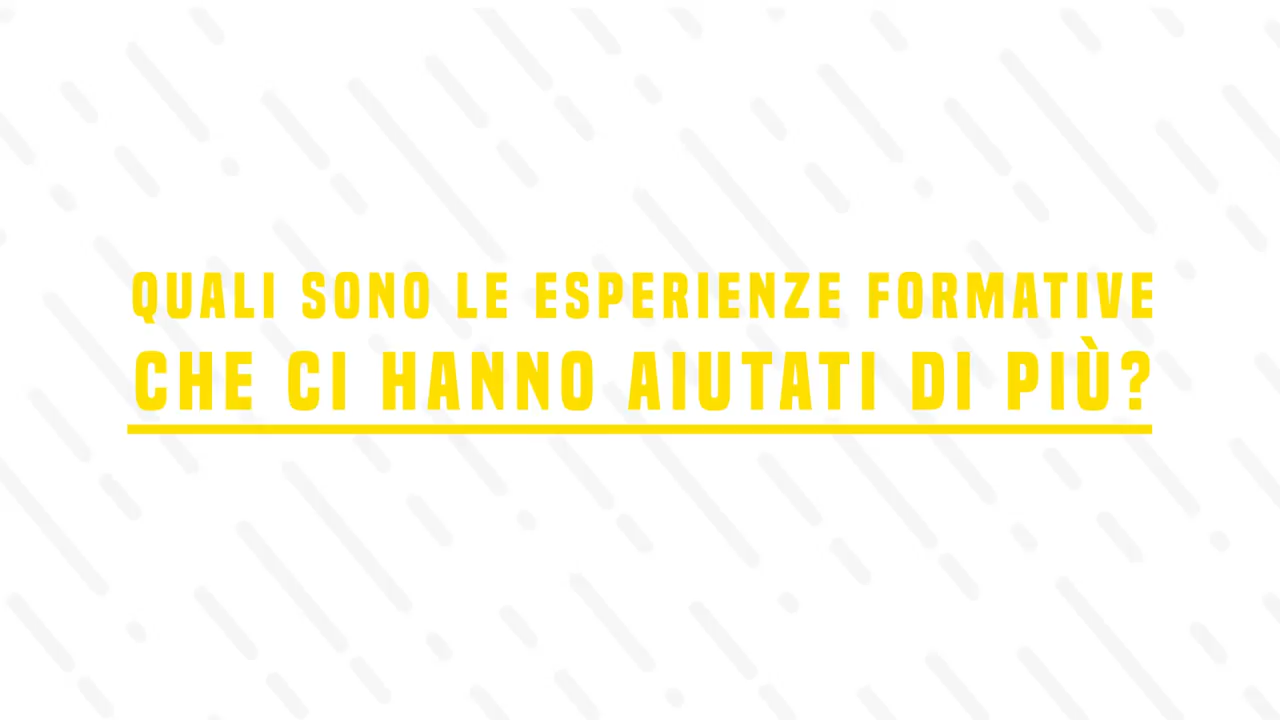 QUALI SONO LE ESPERIENZE FORMATIVE
CHE CI HANNO AIUTATI DI PIÙ?